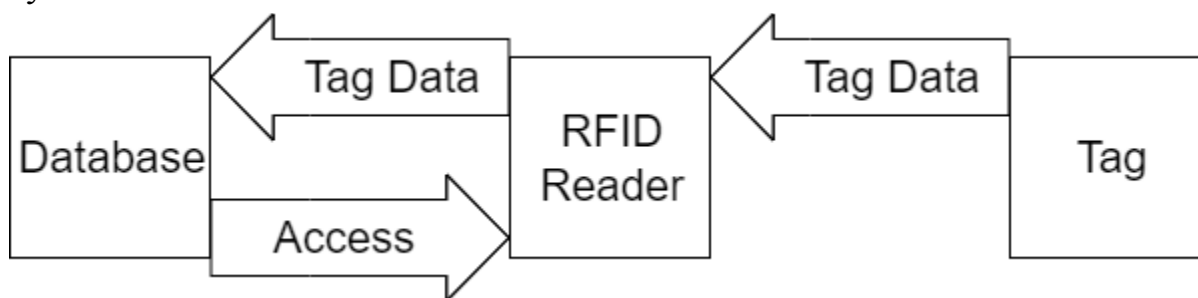 Tag Data
Tag Data
Database
RFID
Reader
Tag
Access